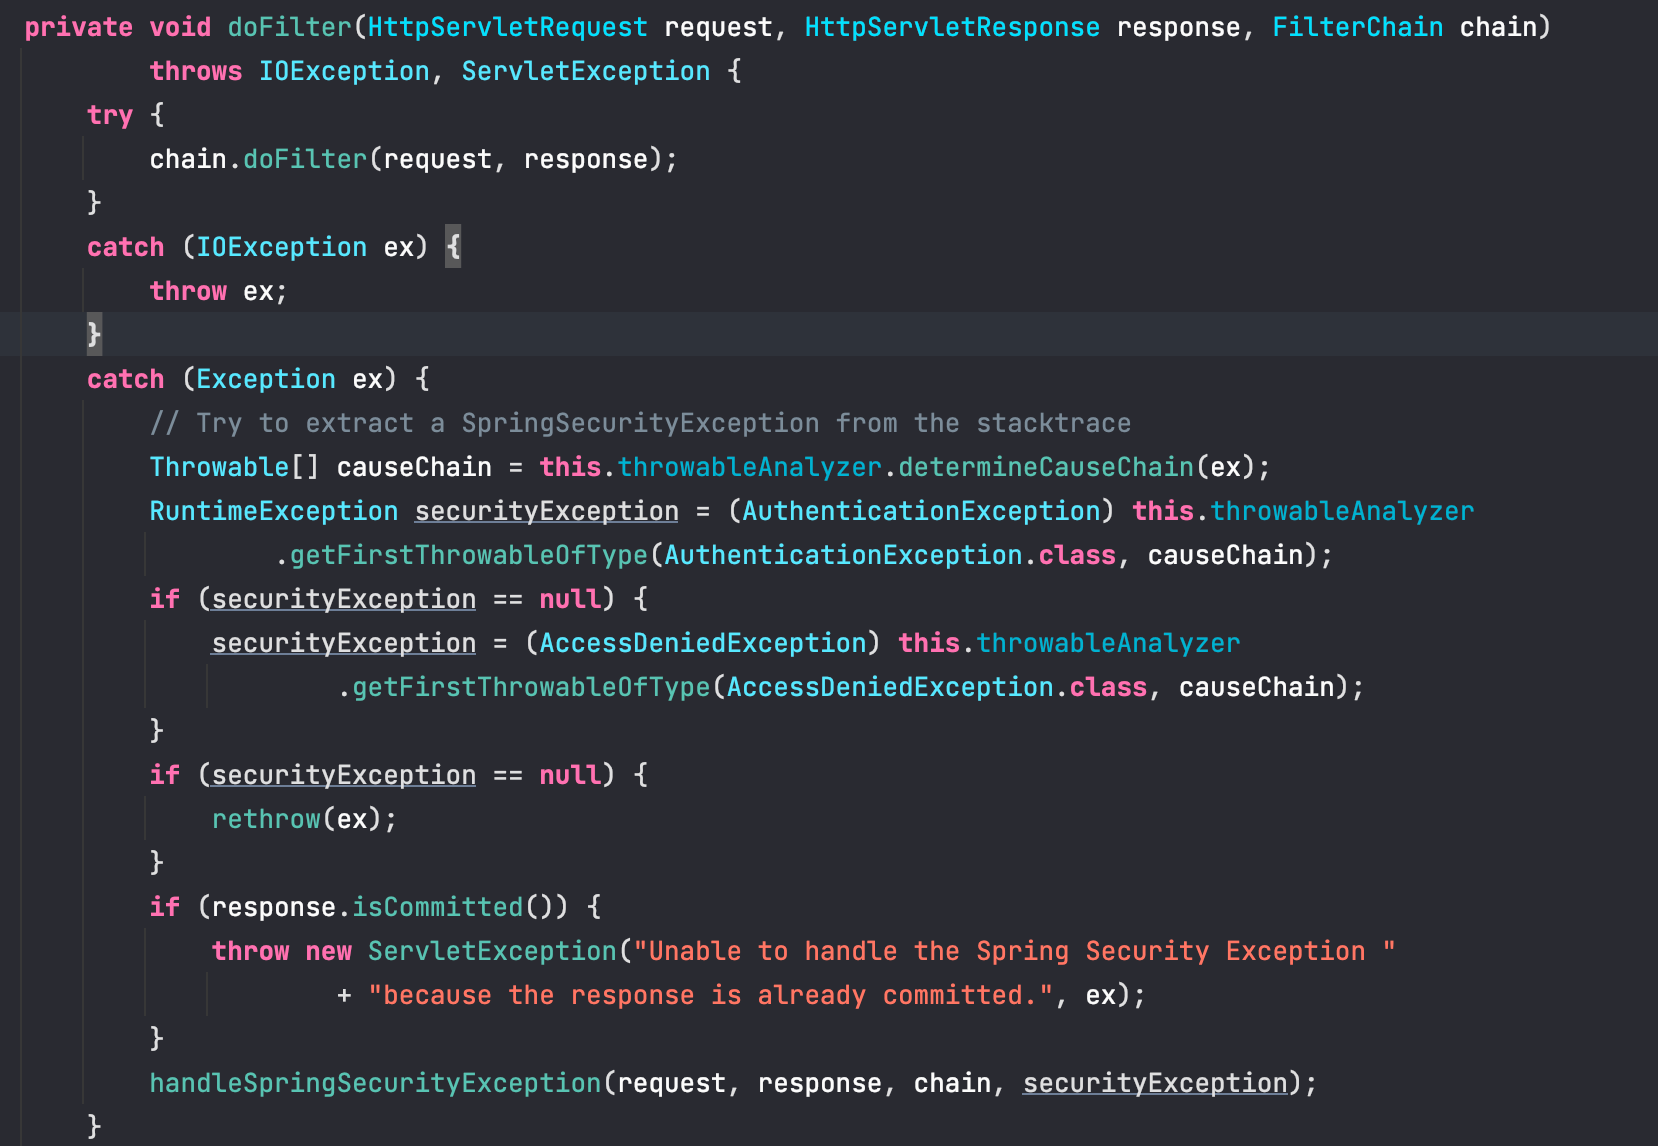 private void doFilter(HttpServletRequest request, HttpServletResponse response, FilterChain chain)
        throws IOException, ServletException {
    try {
        chain.doFilter(request, response);
    }
    catch (IOException ex) {
        throw ex;
    }
    catch (Exception ex) {
        // Try to extract a SpringSecurityException from the stacktrace
        Throwable[] causeChain = this.throwableAnalyzer.determineCauseChain(ex);
        RuntimeException securityException = (AuthenticationException) this.throwableAnalyzer
                .getFirstThrowableOfType(AuthenticationException.class, causeChain);
        if (securityException == null) {
            securityException = (AccessDeniedException) this.throwableAnalyzer
                    .getFirstThrowableOfType(AccessDeniedException.class, causeChain);
        }
        if (securityException == null) {
            rethrow(ex);
        }
        if (response.isCommitted()) {
            throw new ServletException("Unable to handle the Spring Security Exception "
                    + "because the response is already committed.", ex);
        }
        handleSpringSecurityException(request, response, chain, securityException);
    }